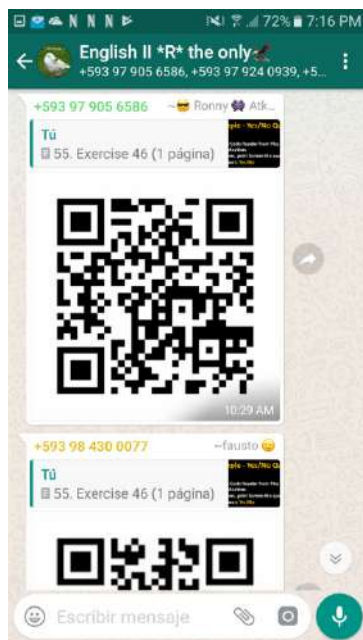 N N N 72% 7:16 PM
English II *R* the only
+593 97 905 6586, +593 97 924 0939, +5...
+593 97 905 6586 ~😎 Ronny Atk...
Tú
55. Exercise 46 (1 página)
10:29 AM
+593 98 430 0077 ~fausto
Tú
55. Exercise 46 (1 página)
Escribir mensaje